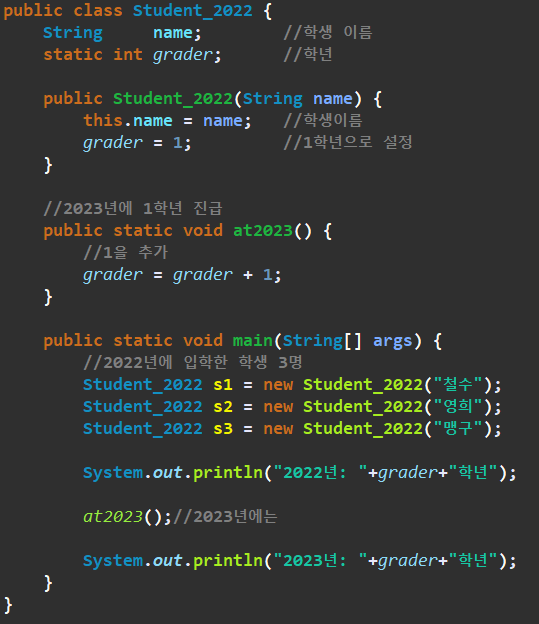 public class Student_2022 {
    String     name;        //학생 이름
    static int grader;      //학년

    public Student_2022(String name) {
        this.name = name;   //학생이름
        grader = 1;         //1학년으로 설정
    }

    //2023년에 1학년 진급
    public static void at2023() {
        //1을 추가
        grader = grader + 1;
    }

    public static void main(String[] args) {
        //2022년에 입학한 학생 3명
        Student_2022 s1 = new Student_2022("철수");
        Student_2022 s2 = new Student_2022("영희");
        Student_2022 s3 = new Student_2022("맹구");

        System.out.println("2022년: "+grader+"학년");

        at2023();//2023년에는

        System.out.println("2023년: "+grader+"학년");
    }
}